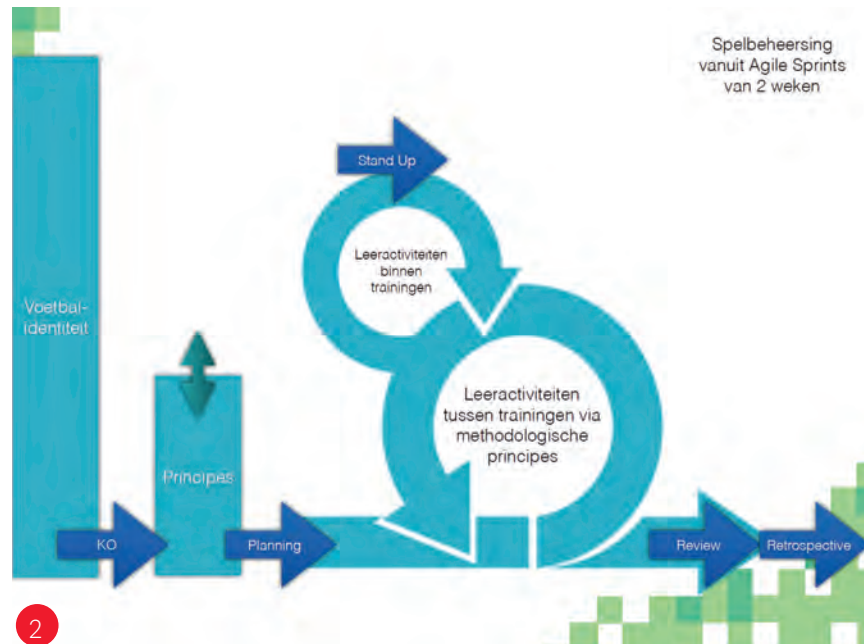 Spelbeheersing
vanuit Agile Sprints
van 2 weken
Stand Up
Leeractiviteiten
binnen
trainingen
Voetbal-
identiteit
Leeractiviteiten
tussen trainingen via
methodologische
principes
Principes
KO
Planning
Review
Retrospective
2